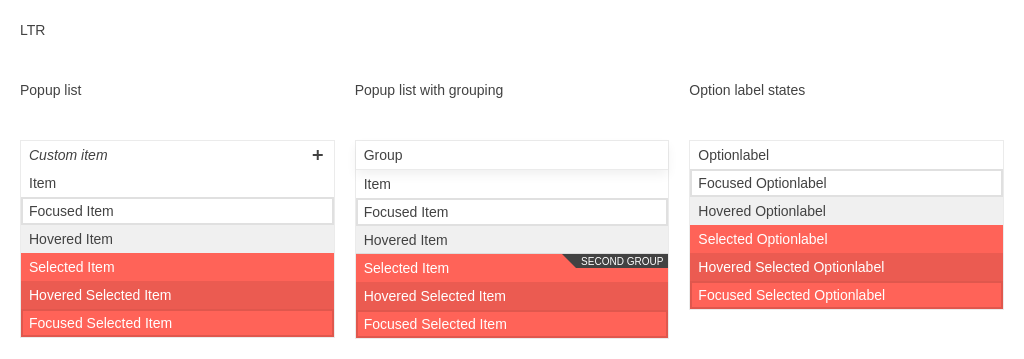 LTR
Popup list
Custom item +
Item
Focused Item
Hovered Item
Selected Item
Hovered Selected Item
Focused Selected Item
Popup list with grouping
Group
Item
Focused Item
Hovered Item
Selected Item
SECOND GROUP
Hovered Selected Item
Focused Selected Item
Option label states
Optionlabel
Focused Optionlabel
Hovered Optionlabel
Selected Optionlabel
Hovered Selected Optionlabel
Focused Selected Optionlabel